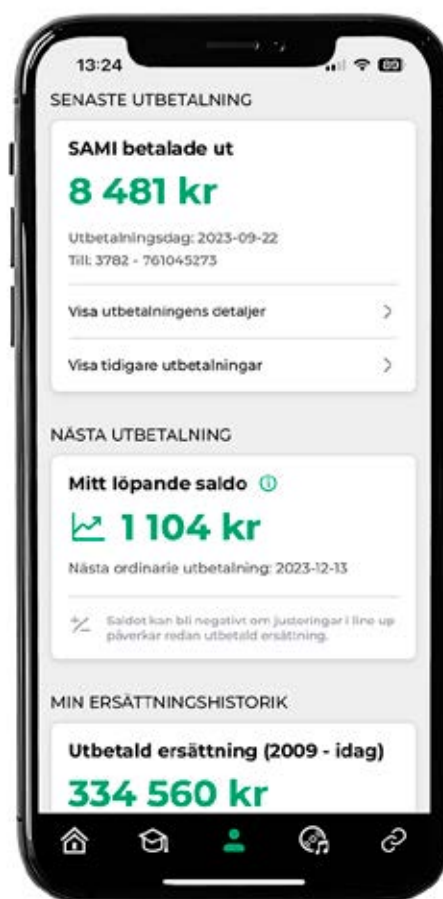 13:24
SENASTE UTBETALNING
SAMI betalade ut
8 481 kr
Utbetalningsdag: 2023-09-22
Till: 3782 - 761045273
Visa utbetalningens detaljer
Visa tidigare utbetalningar
NÄSTA UTBETALNING
Mitt löpande saldo
1 104 kr
Nästa ordinarie utbetalning: 2023-12-13
Saldot kan bli negativt om justeringar i line up
påverkar redan utbetald ersättning.
MIN ERSÄTTNINGSHISTORIK
Utbetald ersättning (2009 - idag)
334 560 kr